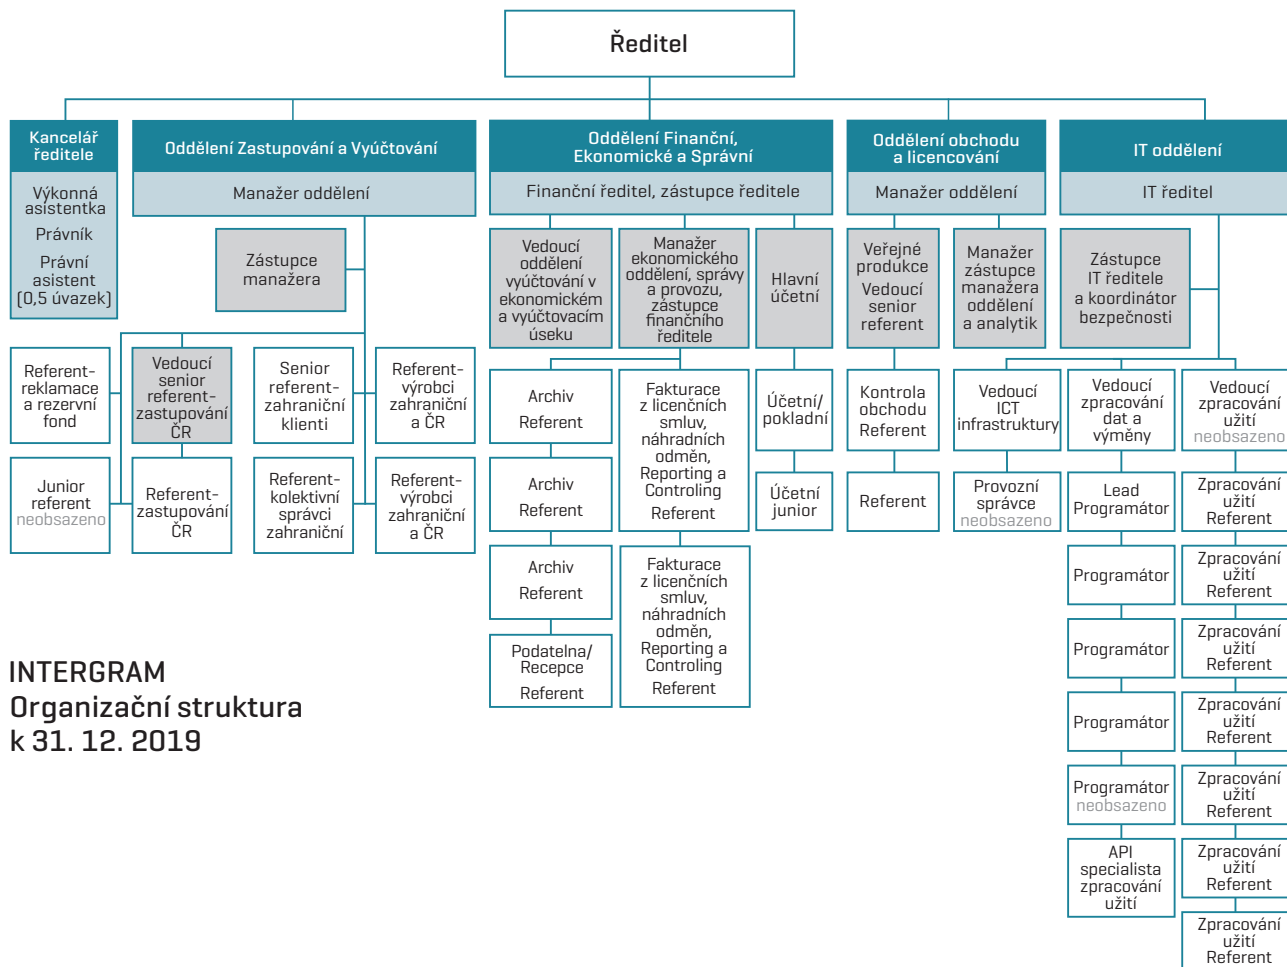 Ředitel
Kancelář
ředitele
Výkonná
asistentka
Právník
Právní
asistent
(0,5 úvazek)
Oddělení Zastupování a Vyúčtování
Manažer oddělení
Zástupce
manažera
Referent-
reklamace
a rezervní
fond
Vedoucí
senior
referent-
zastupování
ČR
Senior
referent-
zahraniční
klienti
Referent-
výrobci
zahraniční
a ČR
Junior
referent
neobsazeno
Referent-
zastupování
ČR
Referent-
kolektivní
správci
zahraniční
Referent-
výrobci
zahraniční
a ČR
Oddělení Finanční,
Ekonomické a Správní
Finanční ředitel, zástupce ředitele
Vedoucí
oddělení
vyúčtování v
ekonomickém
a vyúčtovacím
úseku
Manažer
ekonomického
oddělení, správy
a provozu,
zástupce
finančního
ředitele
Hlavní
účetní
Archiv
Referent
Archiv
Referent
Archiv
Referent
Podatelna/
Recepce
Referent
Fakturace
z licenčních
smluv,
náhradních
odměn,
Reporting a
Controling
Referent
Fakturace
z licenčních
smluv,
náhradních
odměn,
Reporting a
Controling
Referent
Účetní/
pokladní
Účetní
junior
Oddělení obchodu
a licencování
Manažer oddělení
Veřejné
produkce
Vedoucí
senior
referent
Manažer
zástupce
manažera
oddělení
a analytik
Kontrola
obchodu
Referent
Referent
IT oddělení
IT ředitel
Zástupce
IT ředitele
a koordinátor
bezpečnosti
Vedoucí
ICT
infrastruktury
Provozní
správce
neobsazeno
Vedoucí
zpracování
dat a
výměny
Lead
Programátor
Programátor
Programátor
Programátor
Programátor
neobsazeno
API
specialista
zpracování
užití
Vedoucí
zpracování
užití
neobsazeno
Zpracování
užití
Referent
Zpracování
užití
Referent
Zpracování
užití
Referent
Zpracování
užití
Referent
Zpracování
užití
Referent
Zpracování
užití
Referent
Zpracování
užití
Referent
INTERGRAM
Organizační struktura
k 31. 12. 2019